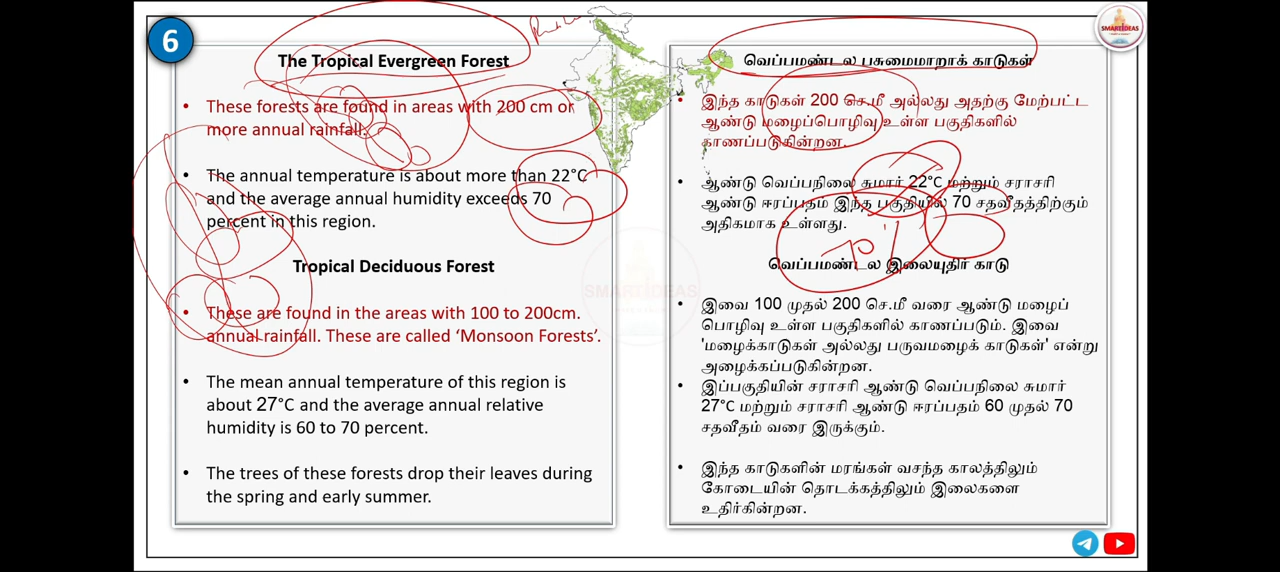 6
SMART IDEAS
The Tropical Evergreen Forest
• These forests are found in areas with 200 cm or
more annual rainfall.
• The annual temperature is about more than 22°C
and the average annual humidity exceeds 70
percent in this region.
Tropical Deciduous Forest
• These are found in the areas with 100 to 200cm.
annual rainfall. These are called ‘Monsoon Forests’.
• The mean annual temperature of this region is
about 27°C and the average annual relative
humidity is 60 to 70 percent.
• The trees of these forests drop their leaves during
the spring and early summer.
வெப்பமண்டல பசுமைமாறாக் காடுகள்
• இந்த காடுகள் 200 செ.மீ அல்லது அதற்கு மேற்பட்ட
ஆண்டு மழைப்பொழிவு உள்ள பகுதிகளில்
காணப்படுகின்றன.
• ஆண்டு வெப்பநிலை சுமார் 22°C மற்றும் சராசரி
ஆண்டு ஈரப்பதம் இந்த பகுதியில் 70 சதவீதத்திற்கும்
அதிகமாக உள்ளது.
வெப்பமண்டல இலையுதிர் காடு
• இவை 100 முதல் 200 செ.மீ வரை ஆண்டு மழைப்
பொழிவு உள்ள பகுதிகளில் காணப்படும். இவை
'மழைக்காடுகள் அல்லது பருவமழைக் காடுகள்' என்று
அழைக்கப்படுகின்றன.
• இப்பகுதியின் சராசரி ஆண்டு வெப்பநிலை சுமார்
27°C மற்றும் சராசரி ஆண்டு ஈரப்பதம் 60 முதல் 70
சதவீதம் வரை இருக்கும்.
• இந்த காடுகளின் மரங்கள் வசந்த காலத்திலும்
கோடையின் தொடக்கத்திலும் இலைகளை
உதிர்கின்றன.
SMART IDEAS